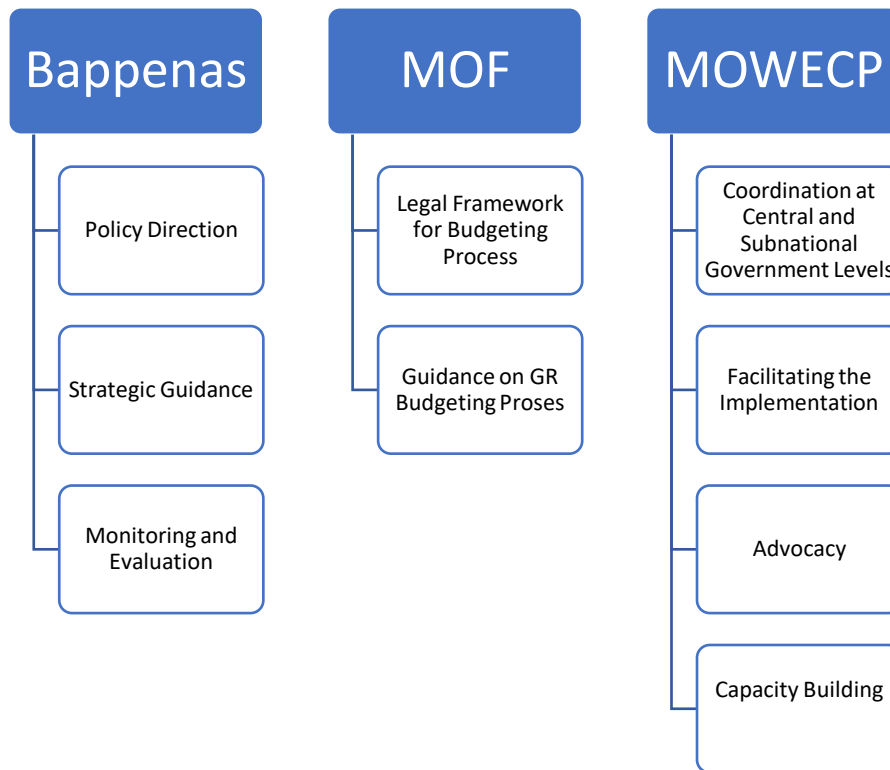 Bappenas
Policy Direction
Strategic Guidance
Monitoring and
Evaluation
MOF
Legal Framework
for Budgeting
Process
Guidance on GR
Budgeting Proses
MOWECP
Coordination at
Central and
Subnational
Government Levels
Facilitating the
Implementation
Advocacy
Capacity Building